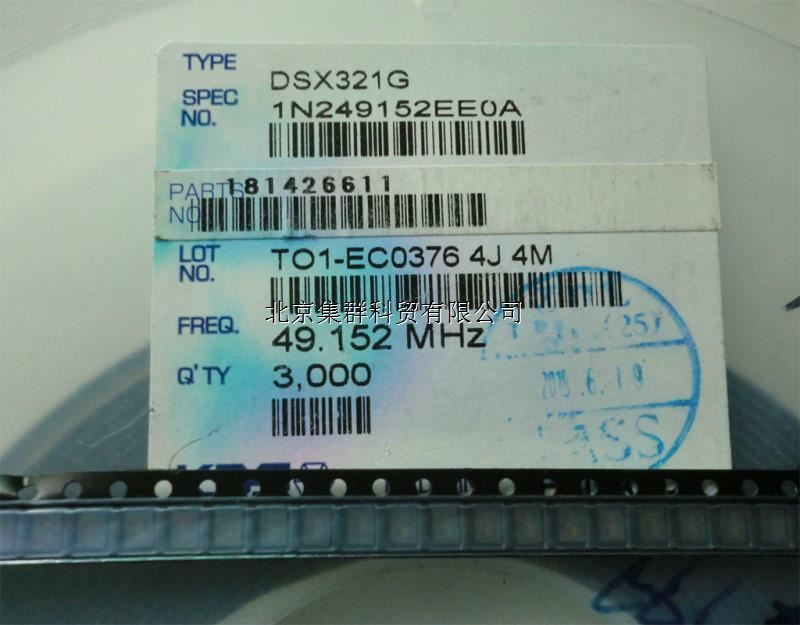 TYPE DSX321G
SPEC NO. 1N249152EE0A
PARTS NO 181426611
LOT NO. TO1-EC0376 4J 4M
北京集群科贸有限公司
FREQ. 49.152 MHz
(25)
Q'TY 3,000
2015.6.19
ASS